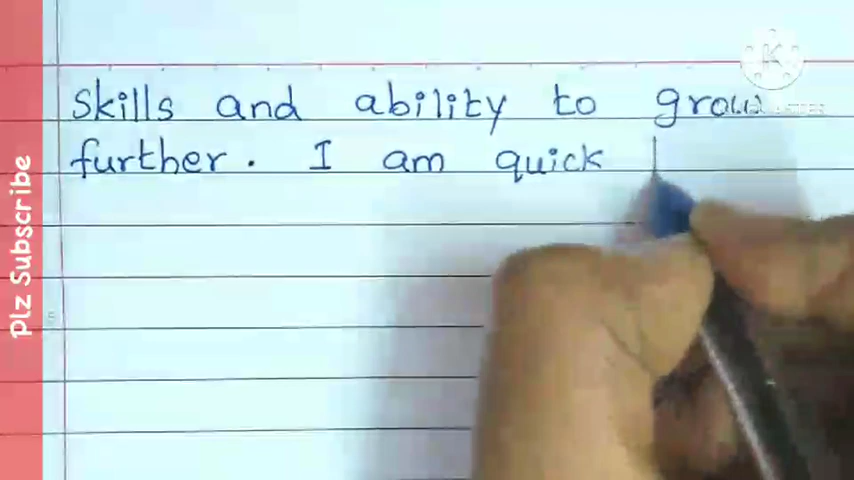 skills and ability to grow
further. I am quick
Plz Subscribe
K